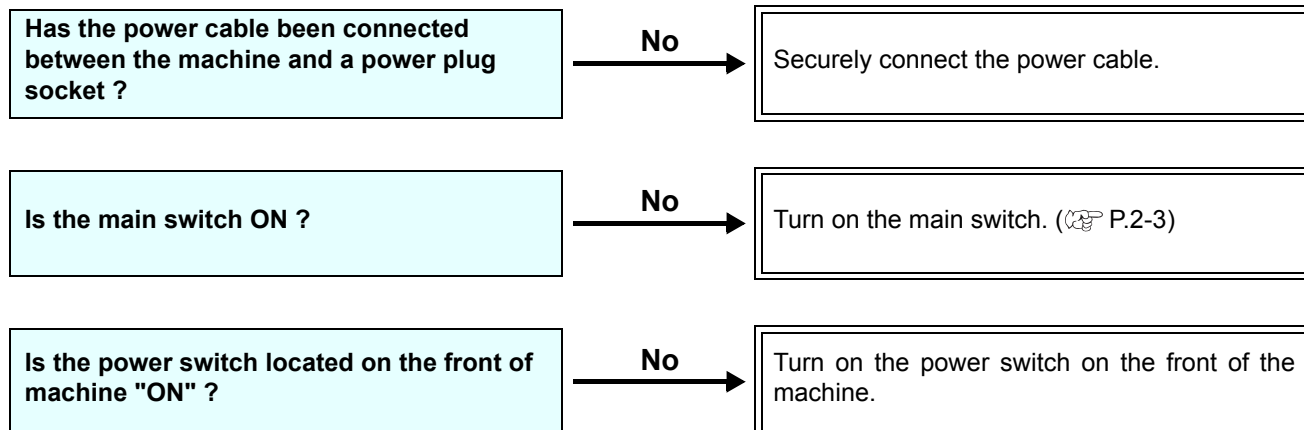 Has the power cable been connected
between the machine and a power plug
socket ?
No
Securely connect the power cable.
Is the main switch ON ?
No
Turn on the main switch. (☞ P.2-3)
Is the power switch located on the front of
machine "ON" ?
No
Turn on the power switch on the front of the
machine.